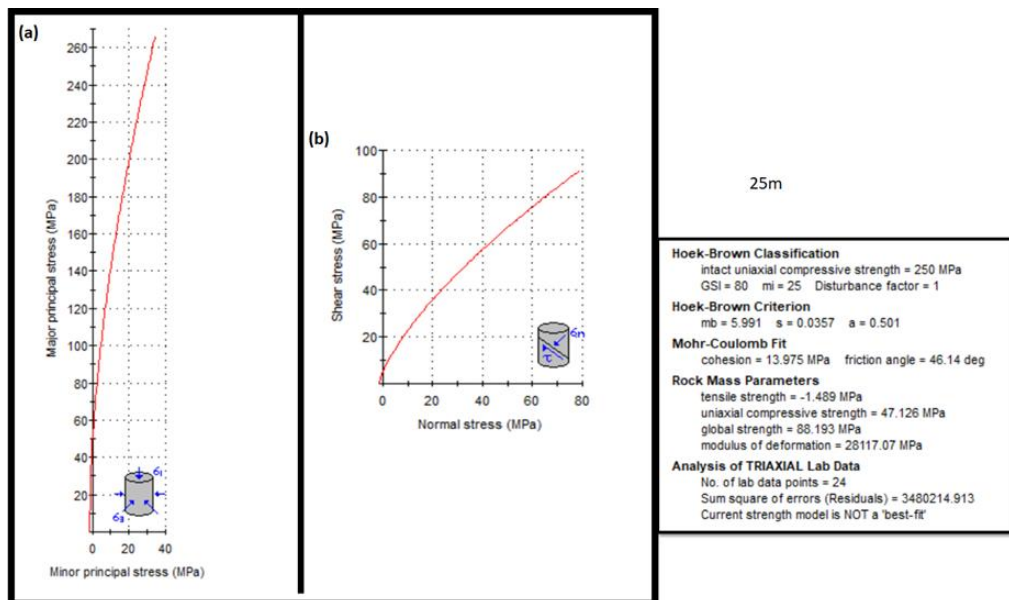 (a)
260
240
220
200
180
160
140
120
100
80
60
40
20
0 20 40
Major principal stress (MPa)
Minor principal stress (MPa)
σ1
σ3
(b)
100
80
60
40
20
0 20 40 60 80
Shear stress (MPa)
Normal stress (MPa)
σn
τ
25m
Hoek-Brown Classification
intact uniaxial compressive strength = 250 MPa
GSI = 80 mi = 25 Disturbance factor = 1
Hoek-Brown Criterion
mb = 5.991 s = 0.0357 a = 0.501
Mohr-Coulomb Fit
cohesion = 13.975 MPa friction angle = 46.14 deg
Rock Mass Parameters
tensile strength = -1.489 MPa
uniaxial compressive strength = 47.126 MPa
global strength = 88.193 MPa
modulus of deformation = 28117.07 MPa
Analysis of TRIAXIAL Lab Data
No. of lab data points = 24
Sum square of errors (Residuals) = 3480214.913
Current strength model is NOT a 'best-fit'